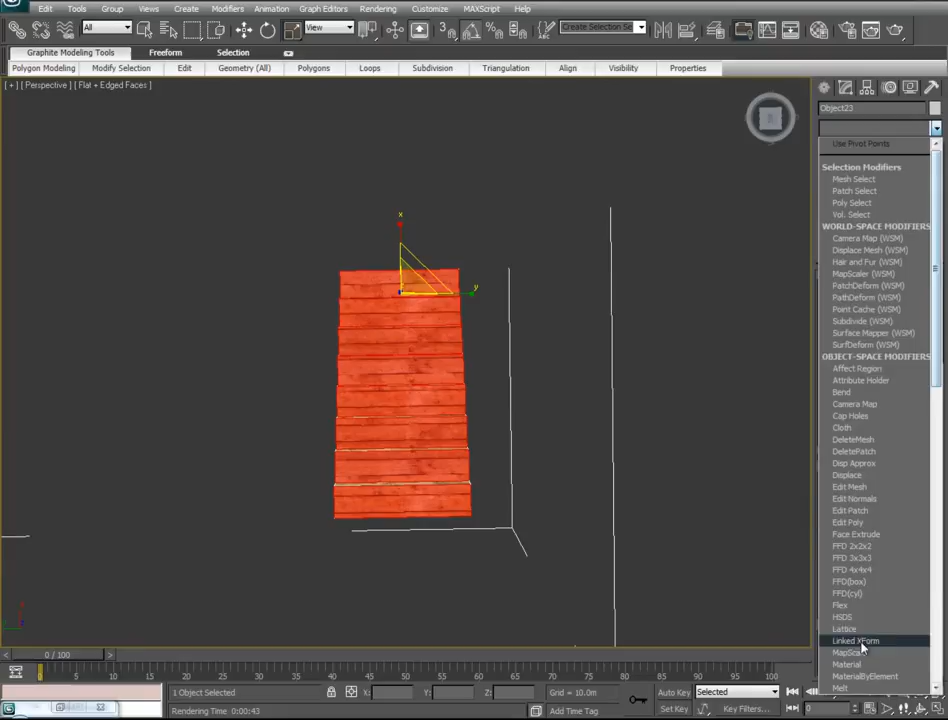 Edit Tools Group Views Create Modifiers Animation Graph Editors Rendering Customize MAXScript Help
All View 3 Create Selection Se
Graphite Modeling Tools Freeform Selection
Polygon Modeling Modify Selection Edit Geometry (All) Polygons Loops Subdivision Triangulation Align Visibility Properties
[ + ] [ Perspective ] [ Flat + Edged Faces ]
Object23
Use Pivot Points
Selection Modifiers
Mesh Select
Patch Select
Poly Select
Vol. Select
WORLD-SPACE MODIFIERS
Camera Map (WSM)
Displace Mesh (WSM)
Hair and Fur (WSM)
MapScaler (WSM)
PatchDeform (WSM)
PathDeform (WSM)
Point Cache (WSM)
Subdivide (WSM)
Surface Mapper (WSM)
SurfDeform (WSM)
OBJECT-SPACE MODIFIERS
Affect Region
Attribute Holder
Bend
Camera Map
Cap Holes
Cloth
DeleteMesh
DeletePatch
Disp Approx
Displace
Edit Mesh
Edit Normals
Edit Patch
Edit Poly
Face Extrude
FFD 2x2x2
FFD 3x3x3
FFD 4x4x4
FFD(box)
FFD(cyl)
Flex
HSDS
Lattice
Linked XForm
Material
MaterialByElement
Melt
x
y
0 / 100
0 5 10 15 20 25 30 35 40 45 50 55 60 65 70 75 80 85 90 95 100
1 Object Selected X: Y: Z: Grid = 10.0m Auto Key Selected
Rendering Time 0:00:43 Add Time Tag Set Key Key Filters... 0